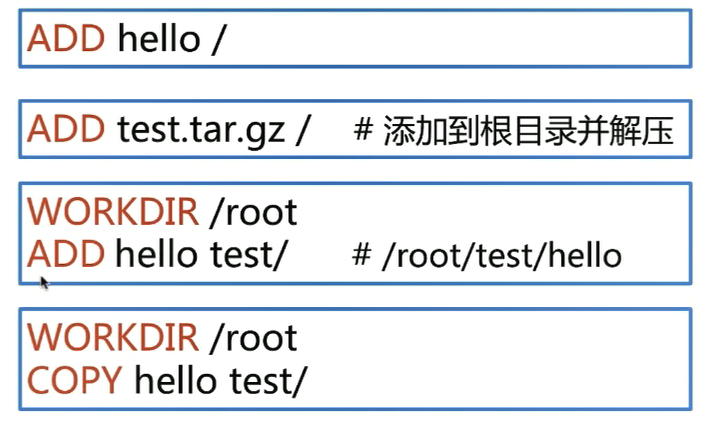 ADD hello /
ADD test.tar.gz / # 添加到根目录并解压
WORKDIR /root
ADD hello test/ # /root/test/hello
WORKDIR /root
COPY hello test/